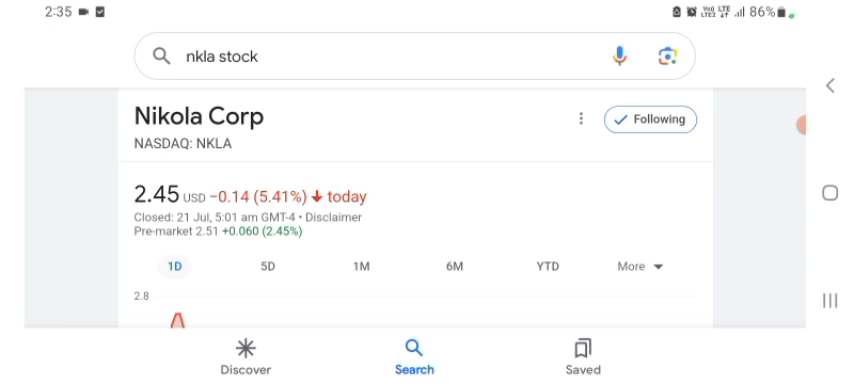 2:35
86%
nkla stock
Nikola Corp
Following
NASDAQ: NKLA
2.45 USD −0.14 (5.41%) today
Closed: 21 Jul, 5:01 am GMT-4 • Disclaimer
Pre-market 2.51 +0.060 (2.45%)
1D 5D 1M 6M YTD More
2.8
Discover Search Saved